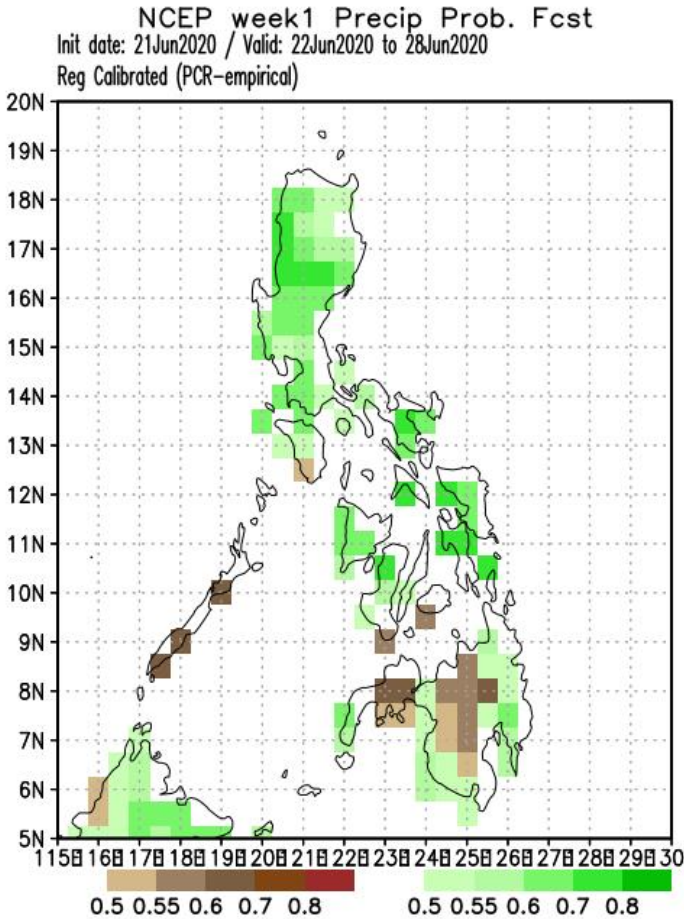 NCEP week1 Precip Prob. Fcst
Init date: 21Jun2020 / Valid: 22Jun2020 to 28Jun2020
Reg Calibrated (PCR-empirical)
20N
19N
18N
17N
16N
15N
14N
13N
12N
11N
10N
9N
8N
7N
6N
5N
0.5 0.55 0.6 0.7 0.8 0.5 0.55 0.6 0.7 0.8